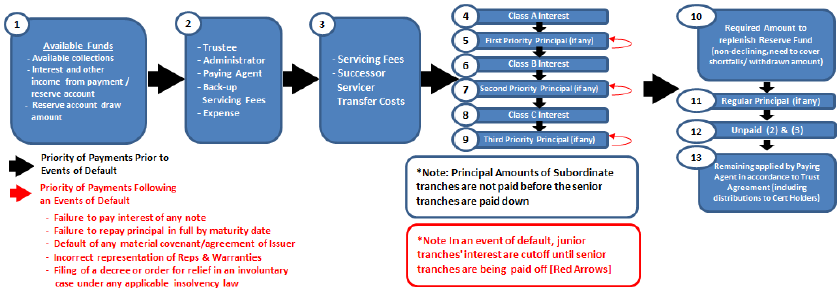 1
Available Funds
- Available collections
- Interest and other
income from payment /
reserve account
- Reserve account draw
amount
2
- Trustee
- Administrator
- Paying Agent
- Back-up
Servicing Fees
- Expense
3
- Servicing Fees
- Successor
Servicer
Transfer Costs
4
Class A Interest
5
First Priority Principal (if any)
6
Class B Interest
7
Second Priority Principal (if any)
8
Class C Interest
9
Third Priority Principal (if any)
10
Required Amount to
replenish Reserve Fund
(non-declining, need to cover
shortfalls/ withdrawn amount)
11
Regular Principal (if any)
12
Unpaid (2) & (3)
13
Remaining applied by Paying
Agent in accordance to Trust
Agreement (including
distributions to Cert Holders)
Priority of Payments Prior to
Events of Default
Priority of Payments Following
an Events of Default
- Failure to pay interest of any note
- Failure to repay principal in full by maturity date
- Default of any material covenant/agreement of Issuer
- Incorrect representation of Reps & Warranties
- Filing of a decree or order for relief in an involuntary
case under any applicable insolvency law
*Note: Principal Amounts of Subordinate
tranches are not paid before the senior
tranches are paid down
*Note In an event of default, junior
tranches' interest are cutoff until senior
tranches are being paid off [Red Arrows]